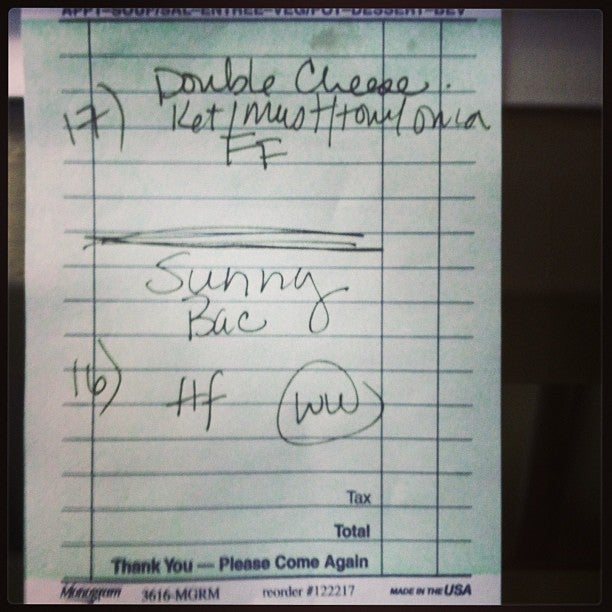 APPT-SOUP/SAL-ENTREE-VEG/POT-DESSERT-BEV
17) Double Cheese.
Ket/Must/tom/onion
FF
Sunny
Bac
16) Hf WW
Tax
Total
Thank You — Please Come Again
Monogram 3616-MGRM reorder #122217 MADE IN THE USA